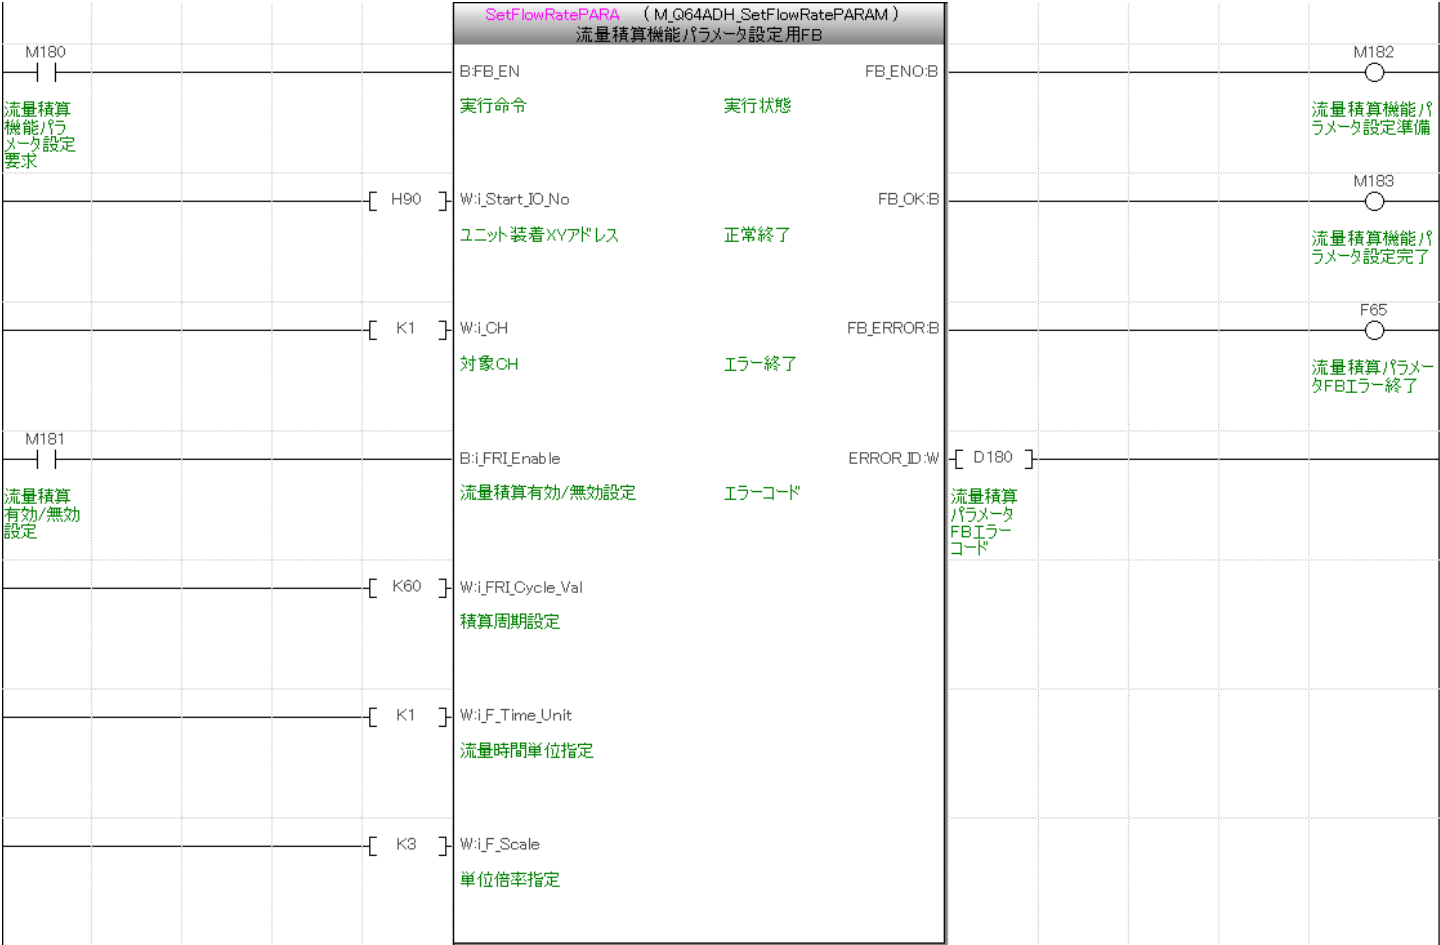 SetFlowRatePARA ( M_Q64ADH_SetFlowRatePARAM )
流量積算機能パラメータ設定用FB
M180
流量積算
機能パラ
メータ設定
要求
B:FB_EN
実行命令
FB_ENO:B
実行状態
M182
流量積算機能パ
ラメータ設定準備
H90
W:i_Start_IO_No
ユニット装着XYアドレス
FB_OK:B
正常終了
M183
流量積算機能パ
ラメータ設定完了
K1
W:i_CH
対象CH
FB_ERROR:B
エラー終了
F65
流量積算パラメー
タFBエラー終了
M181
流量積算
有効/無効
設定
B:i_FRI_Enable
流量積算有効/無効設定
ERROR_ID:W
エラーコード
D180
流量積算
パラメータ
FBエラー
コード
K60
W:i_FRI_Cycle_Val
積算周期設定
K1
W:i_F_Time_Unit
流量時間単位指定
K3
W:i_F_Scale
単位倍率指定